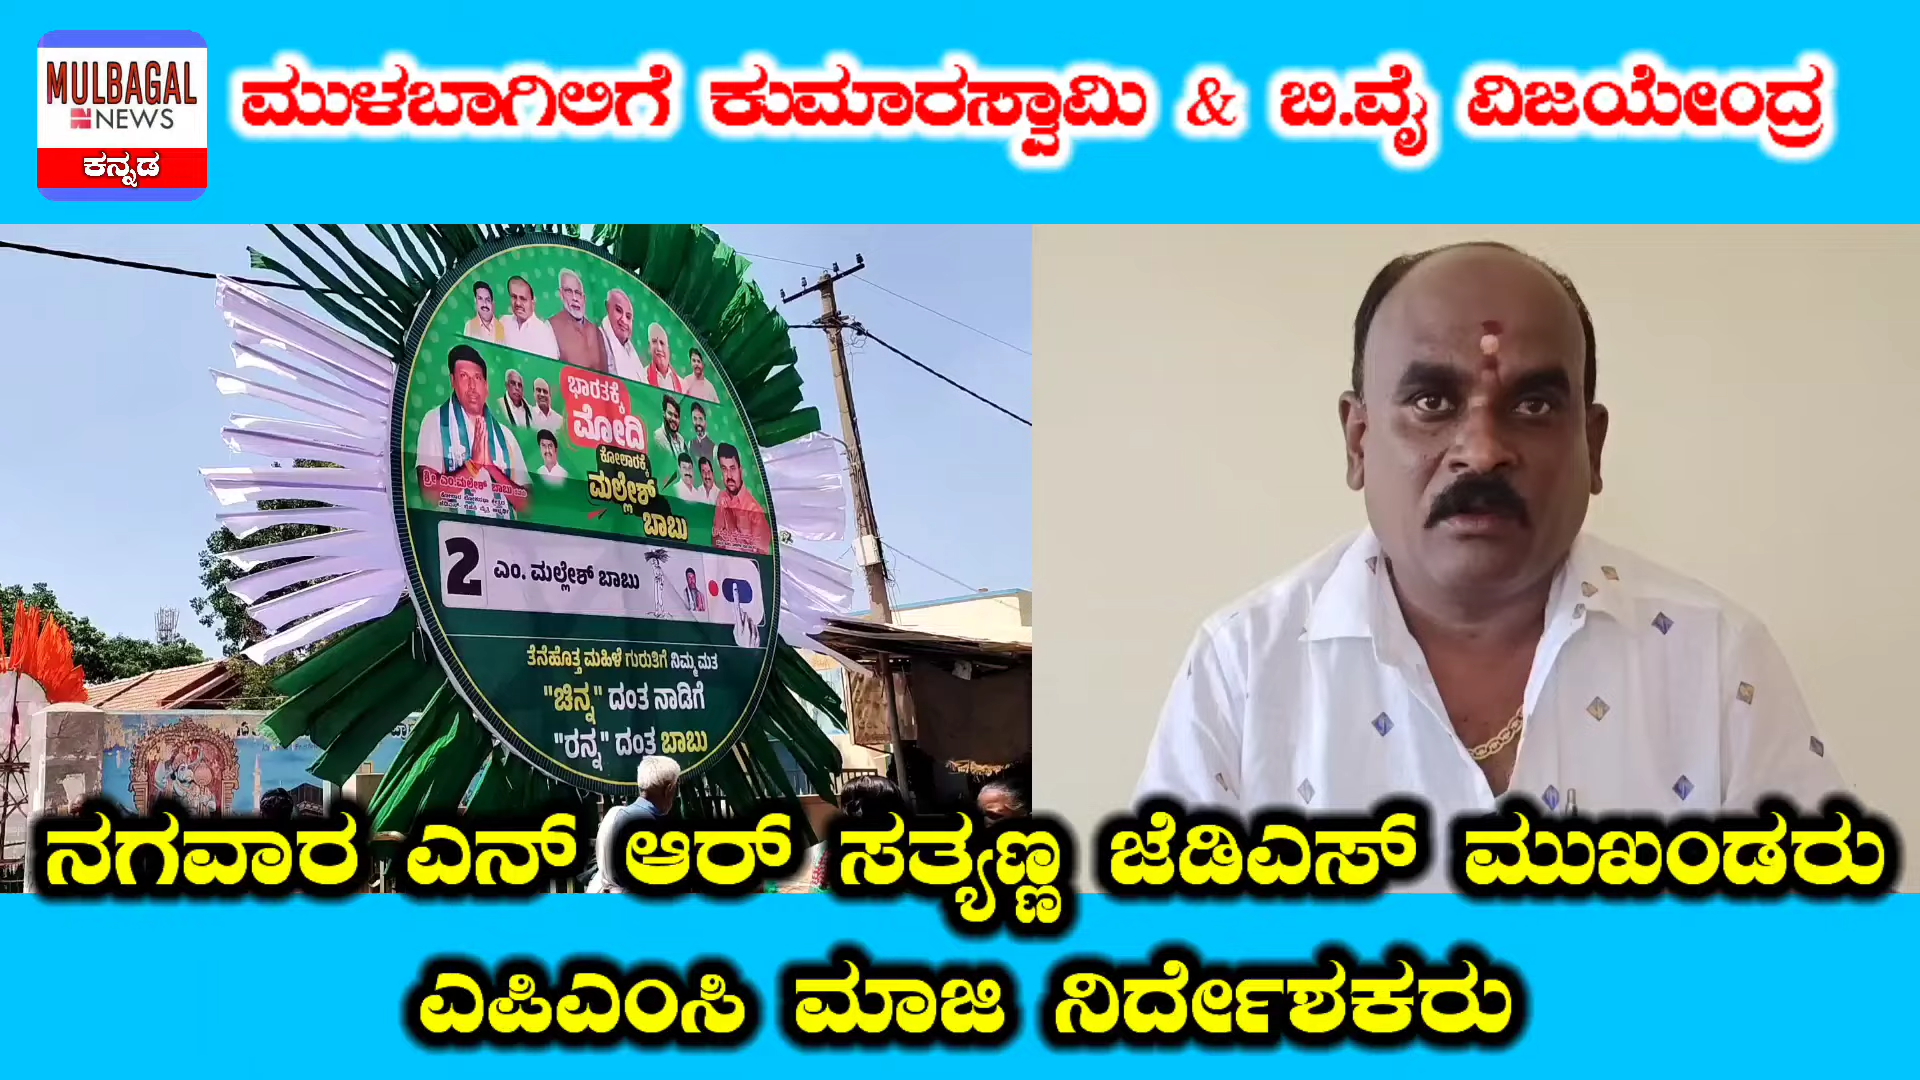 MULBAGAL
NEWS
ಕನ್ನಡ
ಮುಳಬಾಗಿಲಿಗೆ ಕುಮಾರಸ್ವಾಮಿ & ಬಿ.ವೈ ವಿಜಯೇಂದ್ರ
ಭಾರತಕ್ಕೆ
ಮೋದಿ
ಕೋಲಾರಕ್ಕೆ
ಮಲ್ಲೇಶ್
ಬಾಬು
ಶ್ರೀ ಎಂ.ಮಲ್ಲೇಶ್ ಬಾಬು
2 ಎಂ. ಮಲ್ಲೇಶ್ ಬಾಬು
ತೆನೆಹೊತ್ತ ಮಹಿಳೆ ಗುರುತಿಗೆ ನಿಮ್ಮ ಮತ
"ಚಿನ್ನ" ದಂತ ನಾಡಿಗೆ
"ರನ್ನ" ದಂತ ಬಾಬು
ನಗವಾರ ಎನ್ ಆರ್ ಸತ್ಯಣ್ಣ ಜೆಡಿಎಸ್ ಮುಖಂಡರು
ಎಪಿಎಂಸಿ ಮಾಜಿ ನಿರ್ದೇಶಕರು